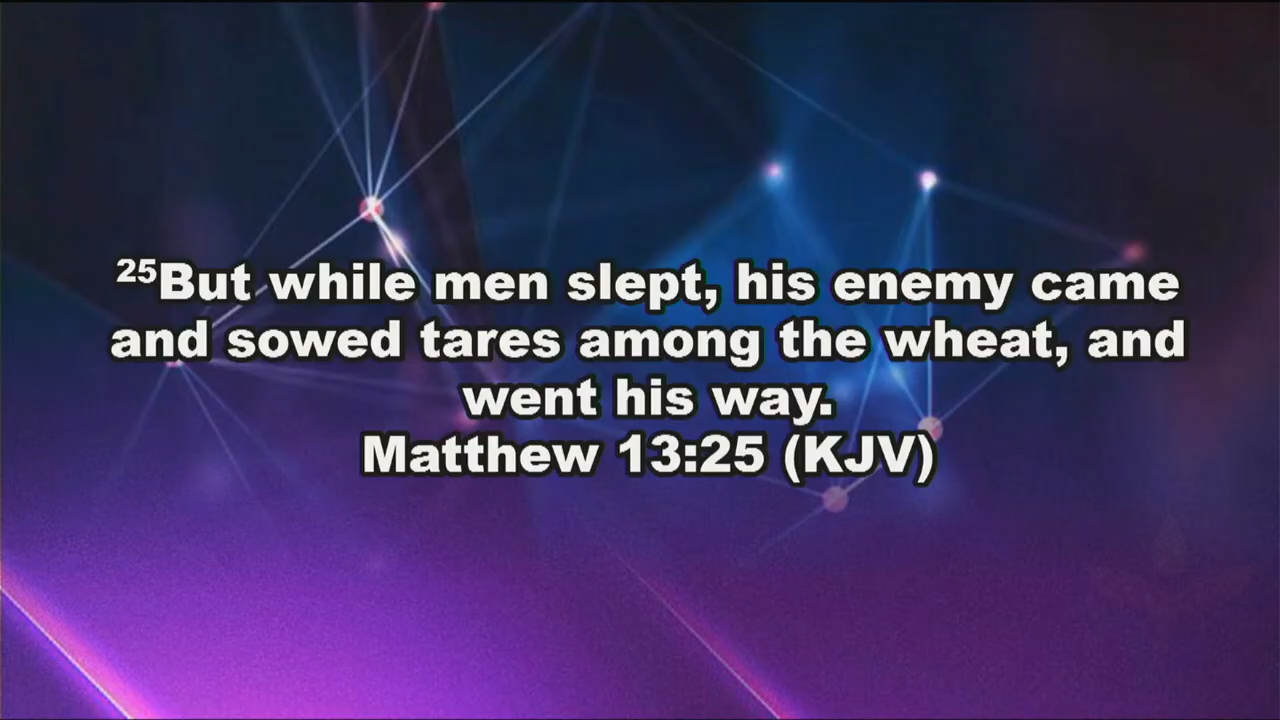 ²⁵But while men slept, his enemy came
and sowed tares among the wheat, and
went his way.
Matthew 13:25 (KJV)